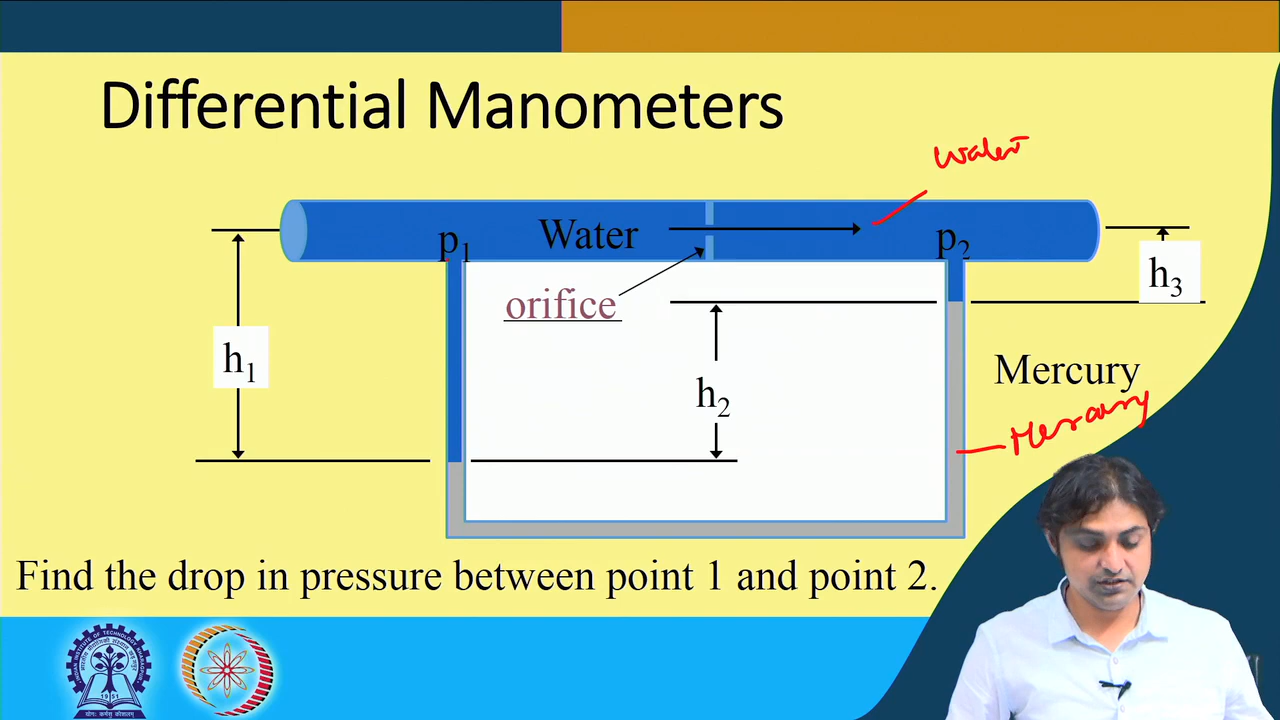 Differential Manometers
water
p1
Water
p2
orifice
h3
h1
Mercury
h2
Mercury
Find the drop in pressure between point 1 and point 2.
1951